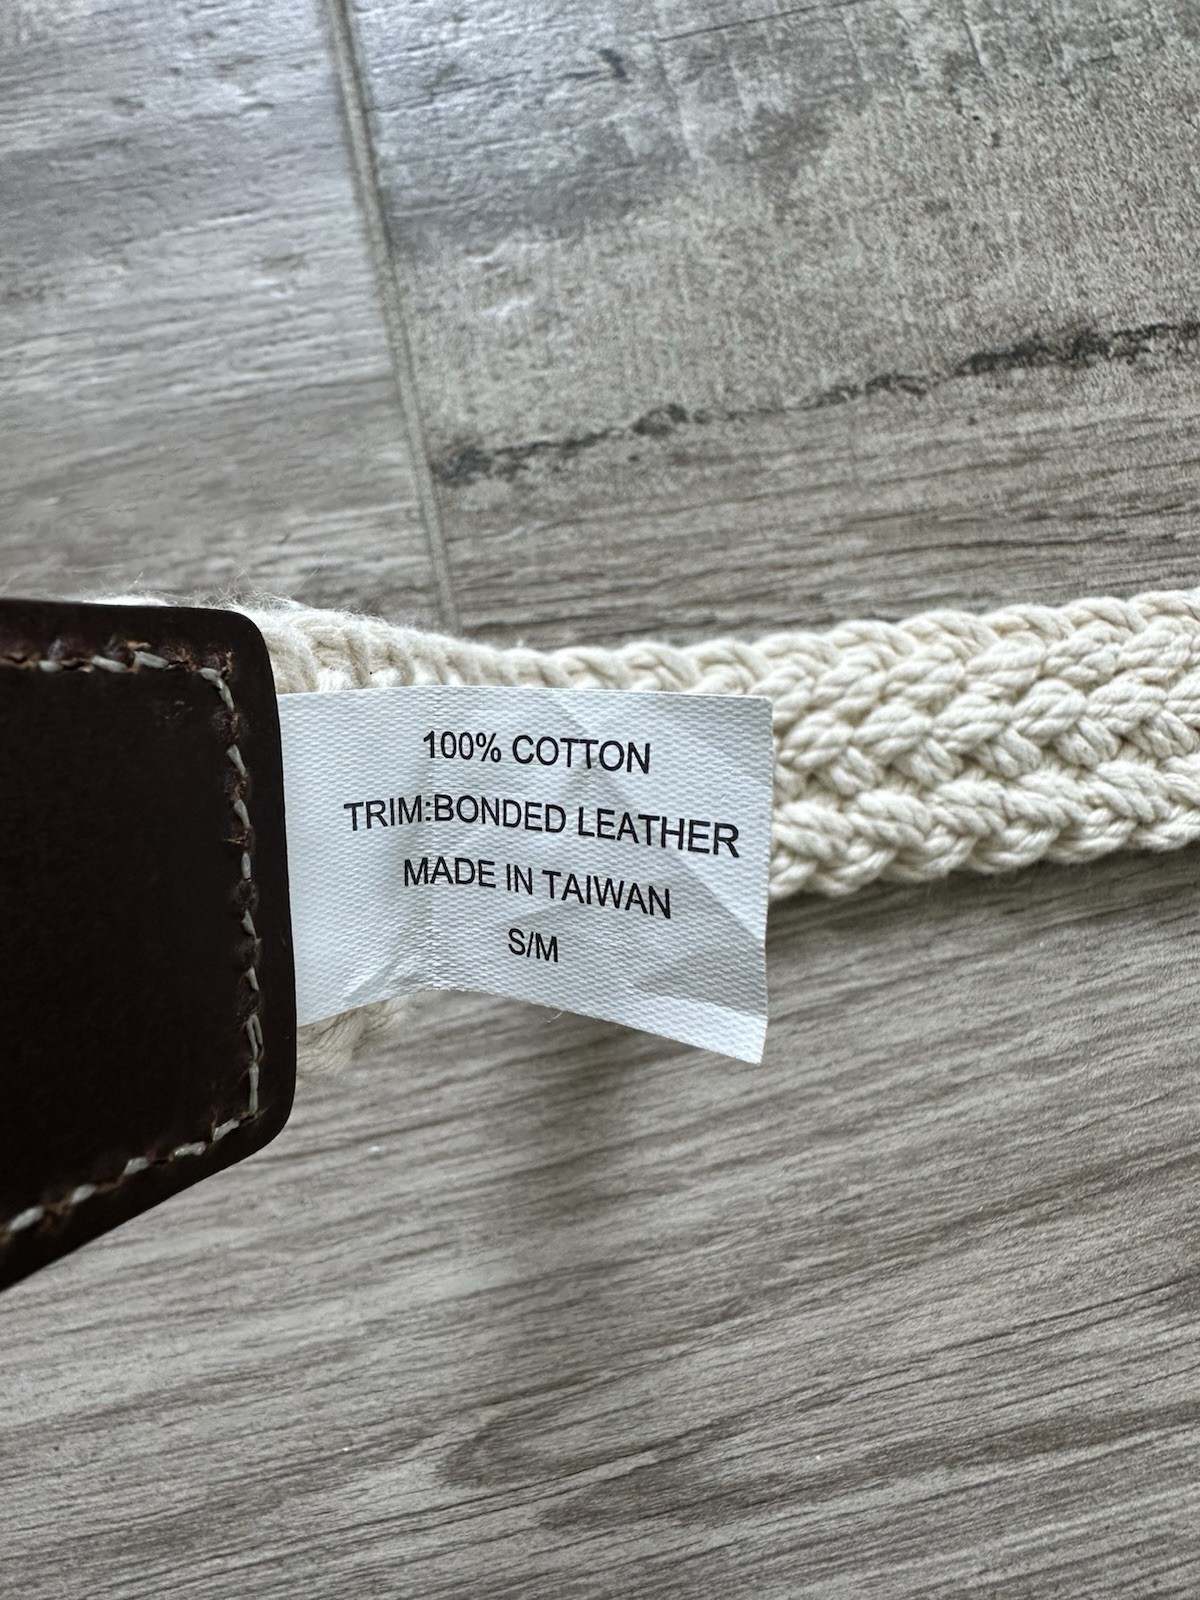 100% COTTON
TRIM:BONDED LEATHER
MADE IN TAIWAN
S/M